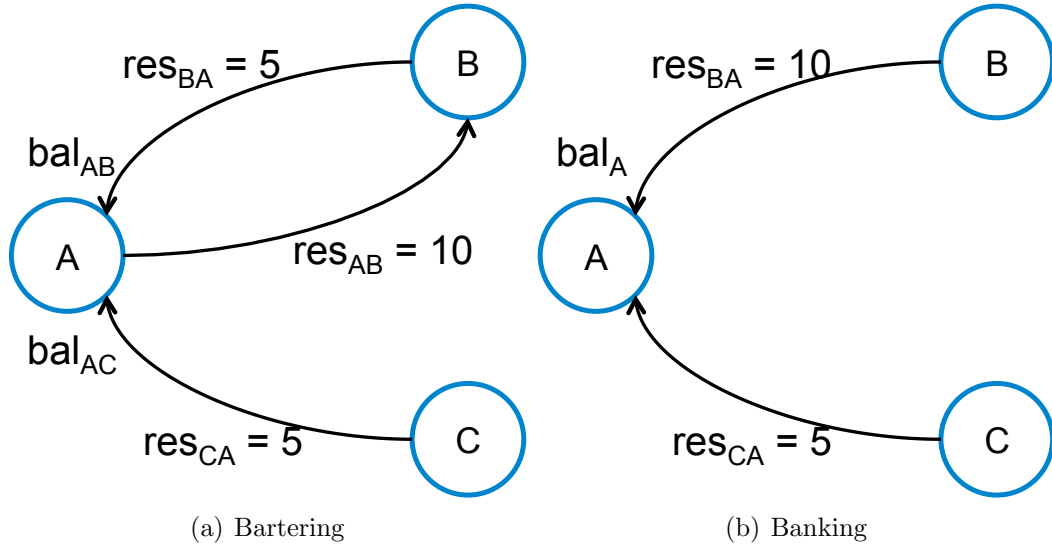 res_BA = 5
B
bal_AB
A
res_AB = 10
bal_AC
res_CA = 5
C
(a) Bartering
res_BA = 10
B
bal_A
A
res_CA = 5
C
(b) Banking